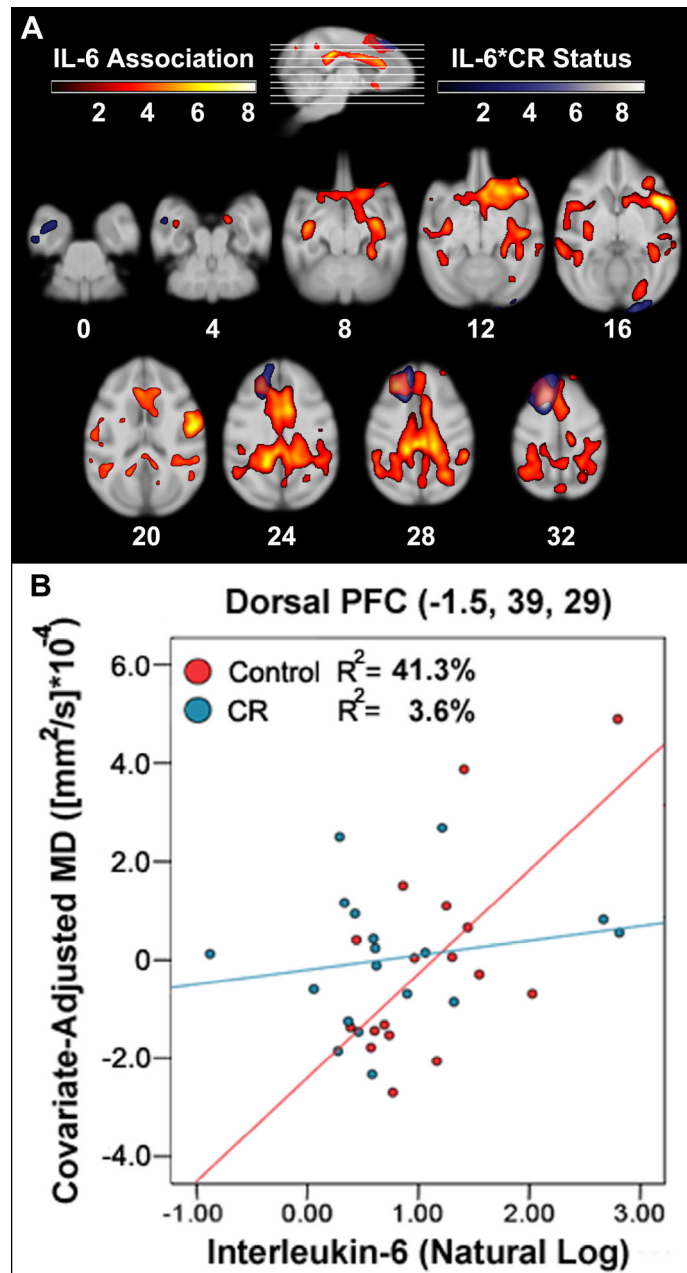 A
IL-6 Association IL-6*CR Status
2 4 6 8 2 4 6 8
0 4 8 12 16
20 24 28 32
B
Dorsal PFC (-1.5, 39, 29)
Covariate-Adjusted MD ([mm²/s]*10⁻⁴)
Control R²= 41.3%
CR R²= 3.6%
6.0
4.0
2.0
0
-2.0
-4.0
-1.00 0.00 1.00 2.00 3.00
Interleukin-6 (Natural Log)